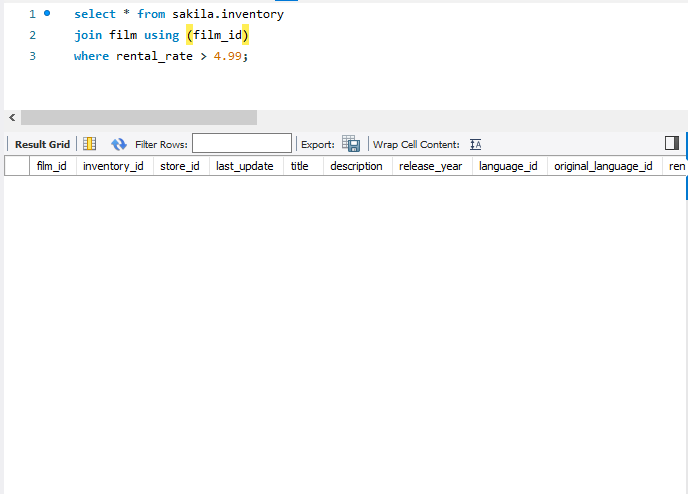 1 select * from sakila.inventory
2 join film using (film_id)
3 where rental_rate > 4.99;
Result Grid Filter Rows: Export: Wrap Cell Content:
film_id inventory_id store_id last_update title description release_year language_id original_language_id ren